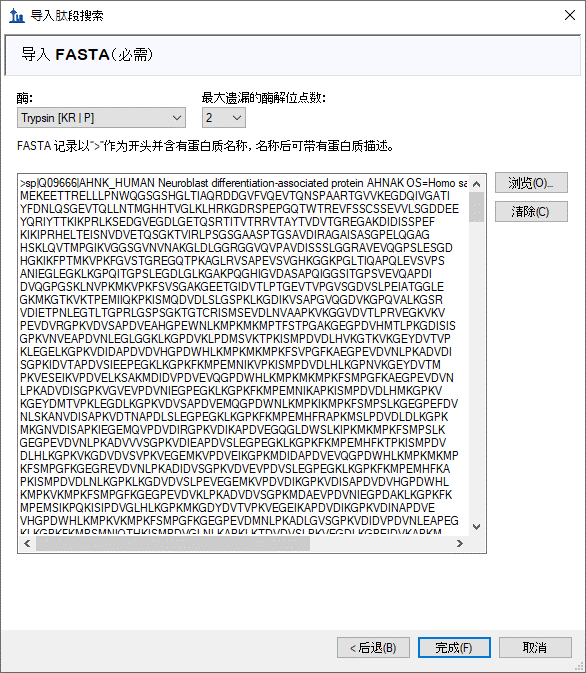 导入肽段搜索
导入 FASTA（必需）
酶:
最大遗漏的酶解位点数:
Trypsin [KR | P]
2
FASTA 记录以">"作为开头并含有蛋白质名称，名称后可带有蛋白质描述。
>sp|Q09666|AHNK_HUMAN Neuroblast differentiation-associated protein AHNAK OS=Homo sa
MEKEETTRELLLPNWQGSGSHGLTIAQRDDGVFVQEVTQNSPAARTGVVKEGDQIVGATI
YFDNLQSGEVTQLLNTMGHHTVGLKLHRKGDRSPEPGQTWTREVFSSCSSEVVLSGDDEE
YQRIYTTKIKPRLKSEDGVEGDLGETQSRTITVTRRVTAYTVDVTGREGAKDIDISSPEF
KIKIPRHELTEISNVDVETQSGKTVIRLPSGSGAASPTGSAVDIRAGAISASGPELQGAG
HSKLQVTMPGIKVGGSGVNVNAKGLDLGGRGGVQVPAVDISSSLGGRAVEVQGPSLESGD
HGKIKFPTMKVPKFGVSTGREGQTPKAGLRVSAPEVSVGHKGGKPGLTIQAPQLEVSVPS
ANIEGLEGKLKGPQITGPSLEGDLGLKGAKPQGHIGVDASAPQIGGSITGPSVEVQAPDI
DVQGPGSKLNVPKMKVPKFSVSGAKGEETGIDVTLPTGEVTVPGVSGDVSLPEIATGGLE
GKMKGTKVKTPEMIIQKPKISMQDVDLSLGSPKLKGDIKVSAPGVQGDVKGPQVALKGSR
VDIETPNLEGTLTGPRLGSPSGKTGTCRISMSEVDLNVAAPKVKGGVDVTLPRVEGKVKV
PEVDVRGPKVDVSAPDVEAHGPEWNLKMPKMKMPTFSTPGAKGEGPDVHMTLPKGDISIS
GPKVNVEAPDVNLEGLGGKLKGPDVKLPDMSVKTPKISMPDVDLHVKGTKVKGEYDVTVP
KLEGELKGPKVDIDAPDVDVHGPDWHLKMPKMKMPKFSVPGFKAEGPEVDVNLPKADVDI
SGPKIDVTAPDVSIEEPEGKLKGPKFKMPEMNIKVPKISMPDVDLHLKGPNVKGEYDVTM
PKVESEIKVPDVELKSAKMDIDVPDVEVQGPDWHLKMPKMKMPKFSMPGFKAEGPEVDVN
LPKADVDISGPKVGVEVPDVNIEGPEGKLKGPKFKMPEMNIKAPKISMPDVDLHMKGPKV
KGEYDMTVPKLEGDLKGPKVDVSAPDVEMQGPDWNLKMPKIKMPKFSMPSLKGEGPEFDV
NLSKANVDISAPKVDTNAPDLSLEGPEGKLKGPKFKMPEMHFRAPKMSLPDVDLDLKGPK
MKGNVDISAPKIEGEMQVPDVDIRGPKVDIKAPDVEGQGLDWSLKIPKMKMPKFSMPSLK
GEGPEVDVNLPKADVVVSGPKVDIEAPDVSLEGPEGKLKGPKFKMPEMHFKTPKISMPDV
DLHLKGPKVKGDVDVSVPKVEGEMKVPDVEIKGPKMDIDAPDVEVQGPDWHLKMPKMKMP
KFSMPGFKGEGREVDVNLPKADIDVSGPKVDVEVPDVSLEGPEGKLKGPKFKMPEMHFKA
PKISMPDVDLNLKGPKLKGDVDVSLPEVEGEMKVPDVDIKGPKVDISAPDVDVHGPDWHL
KMPKVKMPKFSMPGFKGEGPEVDVKLPKADVDVSGPKMDAEVPDVNIEGPDAKLKGPKFK
MPEMSIKPQKISIPDVGLHLKGPKMKGDYDVTVPKVEGEIKAPDVDIKGPKVDINAPDVE
VHGPDWHLKMPKVKMPKFSMPGFKGEGPEVDMNLPKADLGVSGPKVDIDVPDVNLEAPEG
KLKGPKFKMPSMNIQTHKISMPDVGLNLKAPKLKTDVDVSLPKVEGDLKGPEIDVKAPKM
浏览(O)...
清除(C)
< 后退(B)
完成(F)
取消